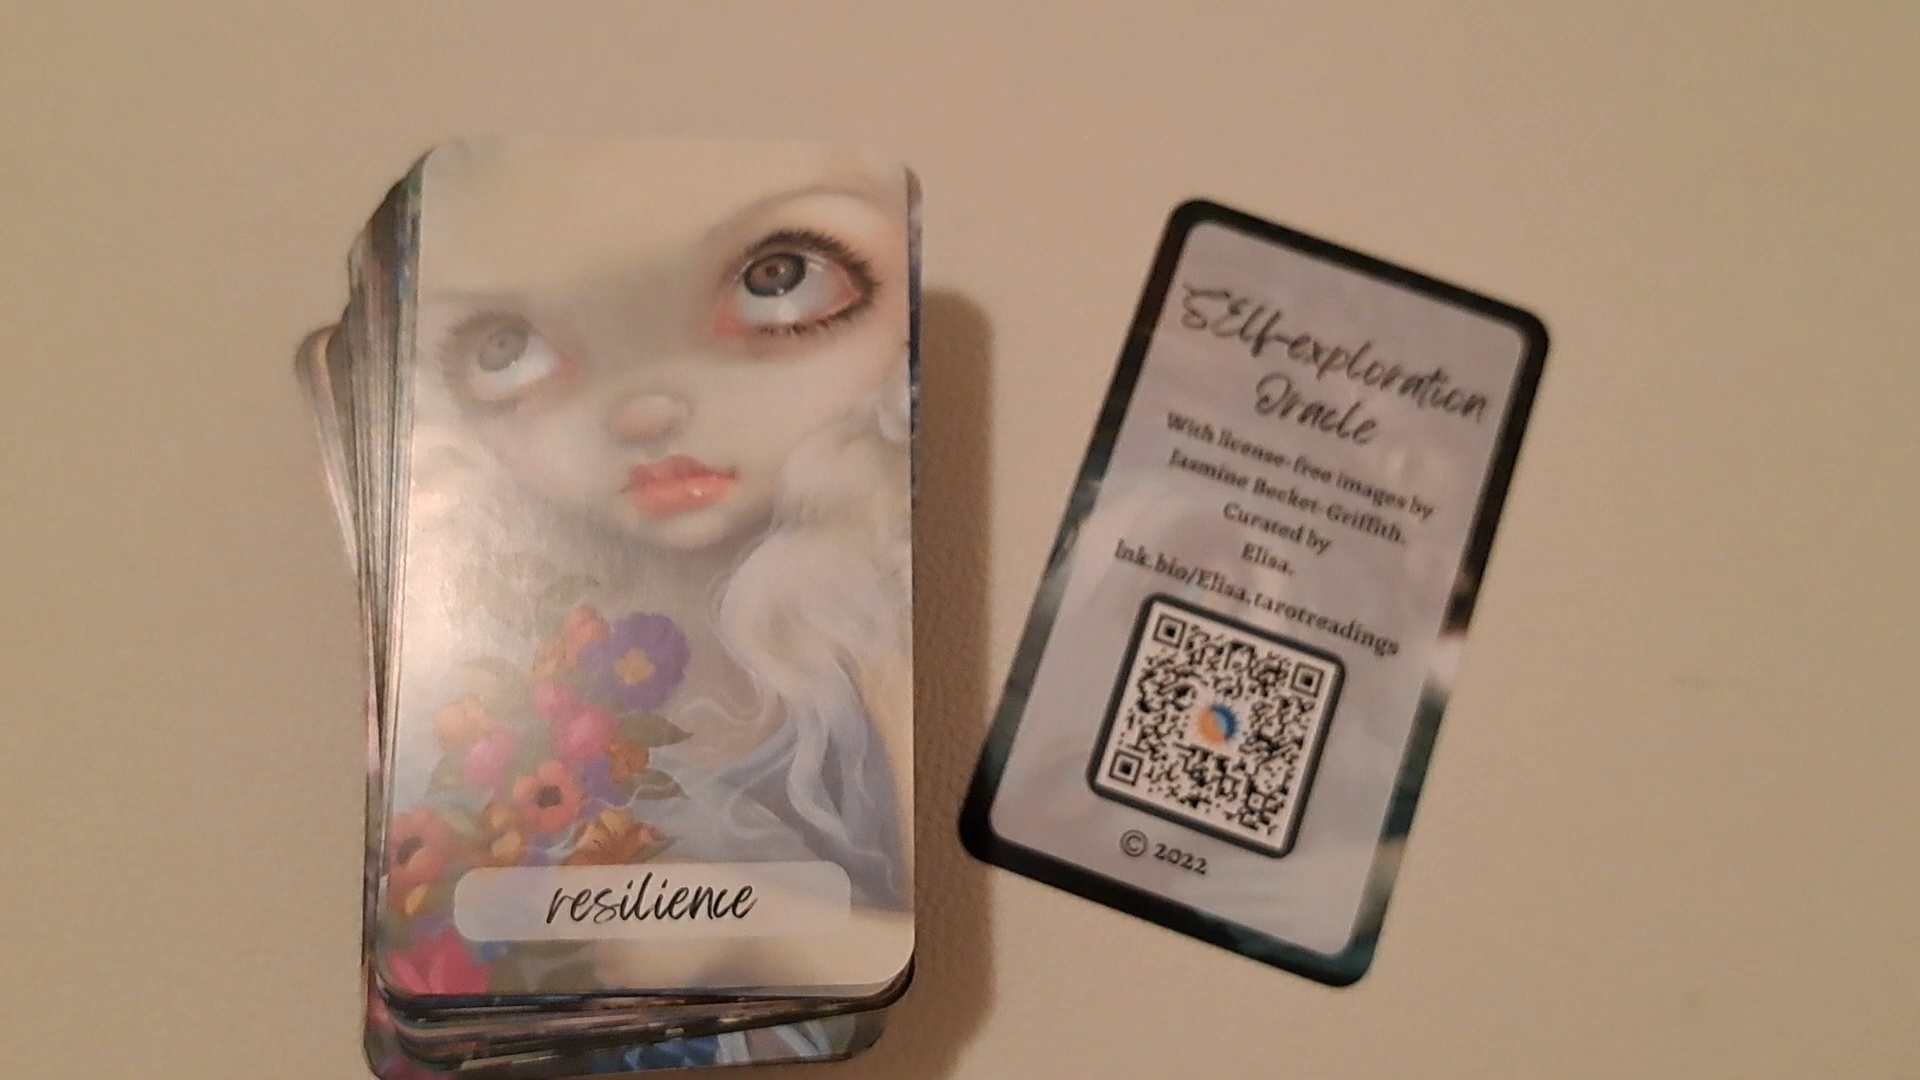 resilience
SElf-exploration
Oracle
With license-free images by
Jasmine Becket-Griffith.
Curated by
Elisa.
lnk.bio/Elisa.tarotreadings
© 2022